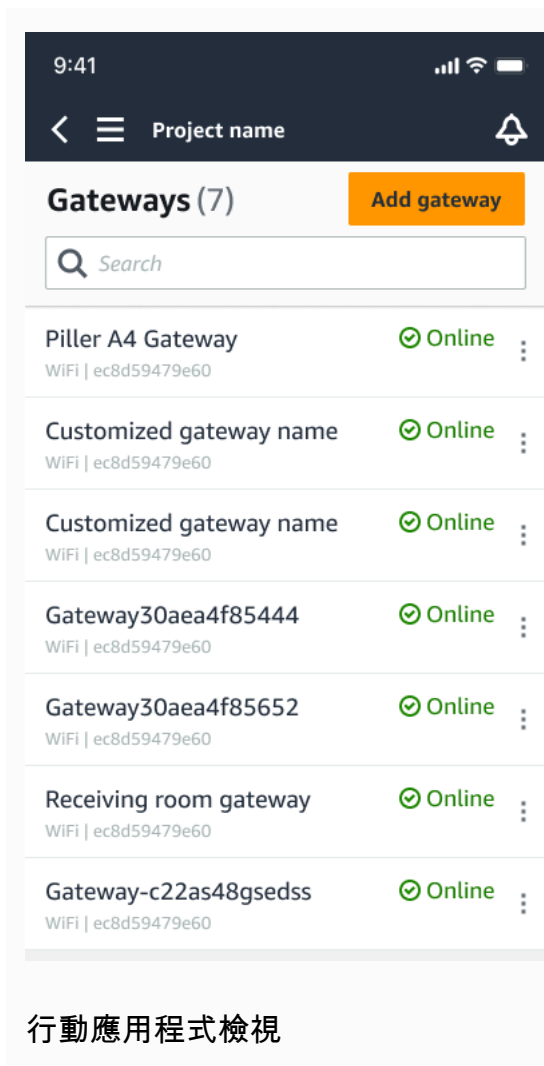 9:41
Project name
Gateways (7)
Add gateway
Search
Piller A4 Gateway
Online
WiFi | ec8d59479e60
Customized gateway name
Online
WiFi | ec8d59479e60
Customized gateway name
Online
WiFi | ec8d59479e60
Gateway30aea4f85444
Online
WiFi | ec8d59479e60
Gateway30aea4f85652
Online
WiFi | ec8d59479e60
Receiving room gateway
Online
WiFi | ec8d59479e60
Gateway-c22as48gsedss
Online
WiFi | ec8d59479e60
行動應用程式檢視